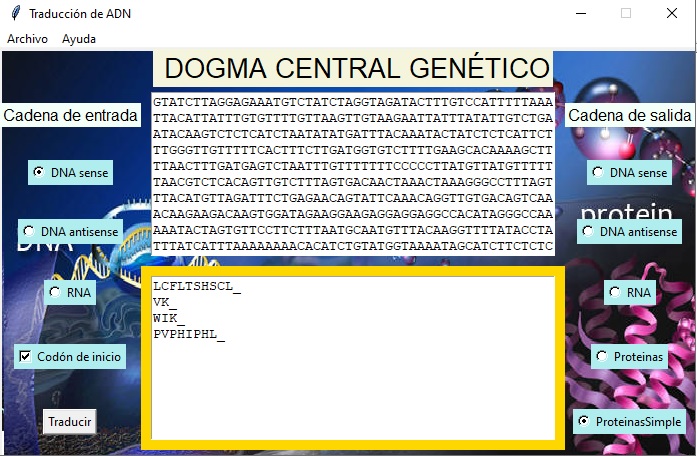 Traducción de ADN
Archivo Ayuda
DOGMA CENTRAL GENÉTICO
Cadena de entrada
DNA sense
DNA antisense
RNA
Codón de inicio
Traducir
GTATCTTAGGAGAAATGTCTATCTAGGTAGATACTTTGTCCATTTTTAAA
TTACATTATTTGTGTTTTGTTAAGTTGTAAGAATTATTTATATTGTCTGA
ATACAAGTCTCTCATCTAATATATGATTTACAAATACTATCTCTCATTCT
TTGGGTTGTTTTTCACTTTCTTGATGGTGTCTTTTGAAGCACAAAAGCTT
TTAACTTTGATGAGTCTAATTTGTTTTTTTCCCCCTTATGTTATGTTTTT
TAACGTCTCACAGTTGTCTTTAGTGACAACTAAACTAAAGGGCCTTTAGT
TTACATGTTAGATTTCTGAGAACAGTATTCAAACAGGTTGTGACAGTCAA
ACAAGAAGACAAGTGGATAGAAGGAAGAGGAGGAGGCCACATAGGGCCAA
AAATACTAGTGTTCCTTCTTTAATGCAATGTTTACAAGGTTTTATACCTA
TTTATCATTTAAAAAAAACACATCTGTATGGTAAAATAGCATCTTCTCTC
LCFLTSHSCL_
VK_
WIK_
PVPHIPHL_
Cadena de salida
DNA sense
DNA antisense
RNA
Proteinas
ProteinasSimple
DNA
protein